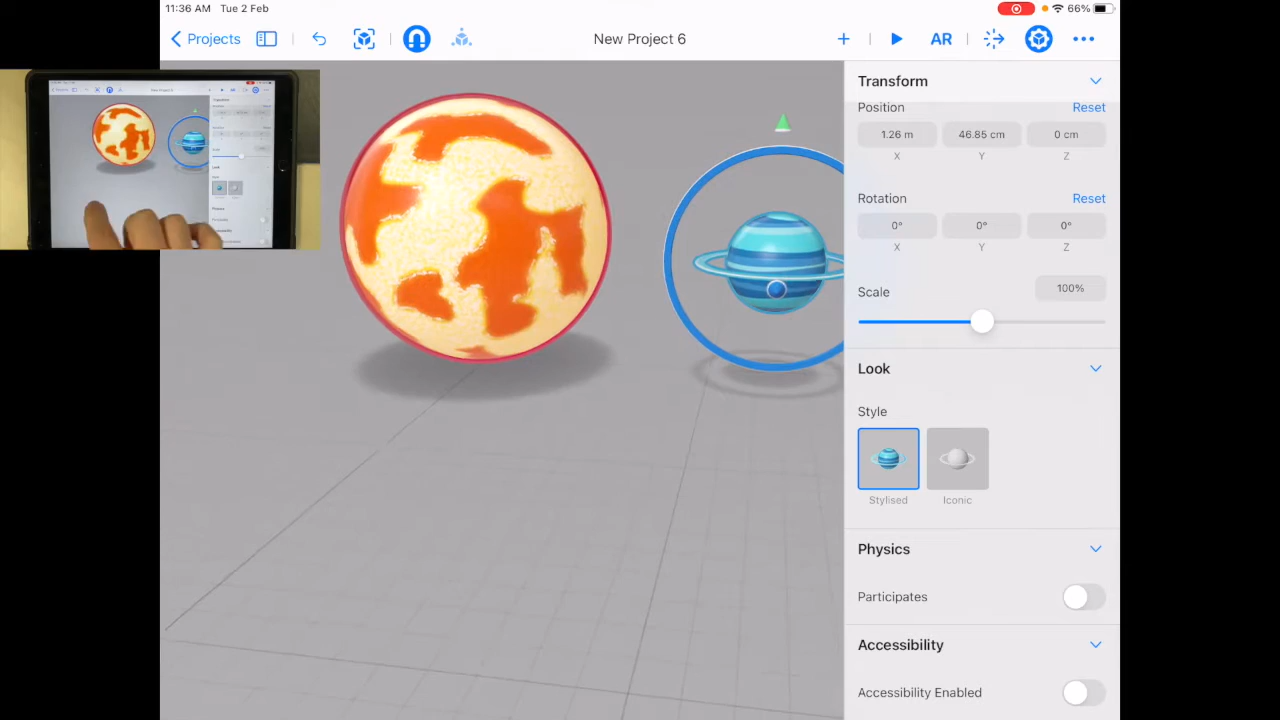 11:36 AM Tue 2 Feb
66%
Projects
New Project 6
AR
Transform
Position Reset
1.26 m 46.85 cm 0 cm
X Y Z
Rotation Reset
0° 0° 0°
X Y Z
Scale 100%
Look
Style
Stylised Iconic
Physics
Participates
Accessibility
Accessibility Enabled